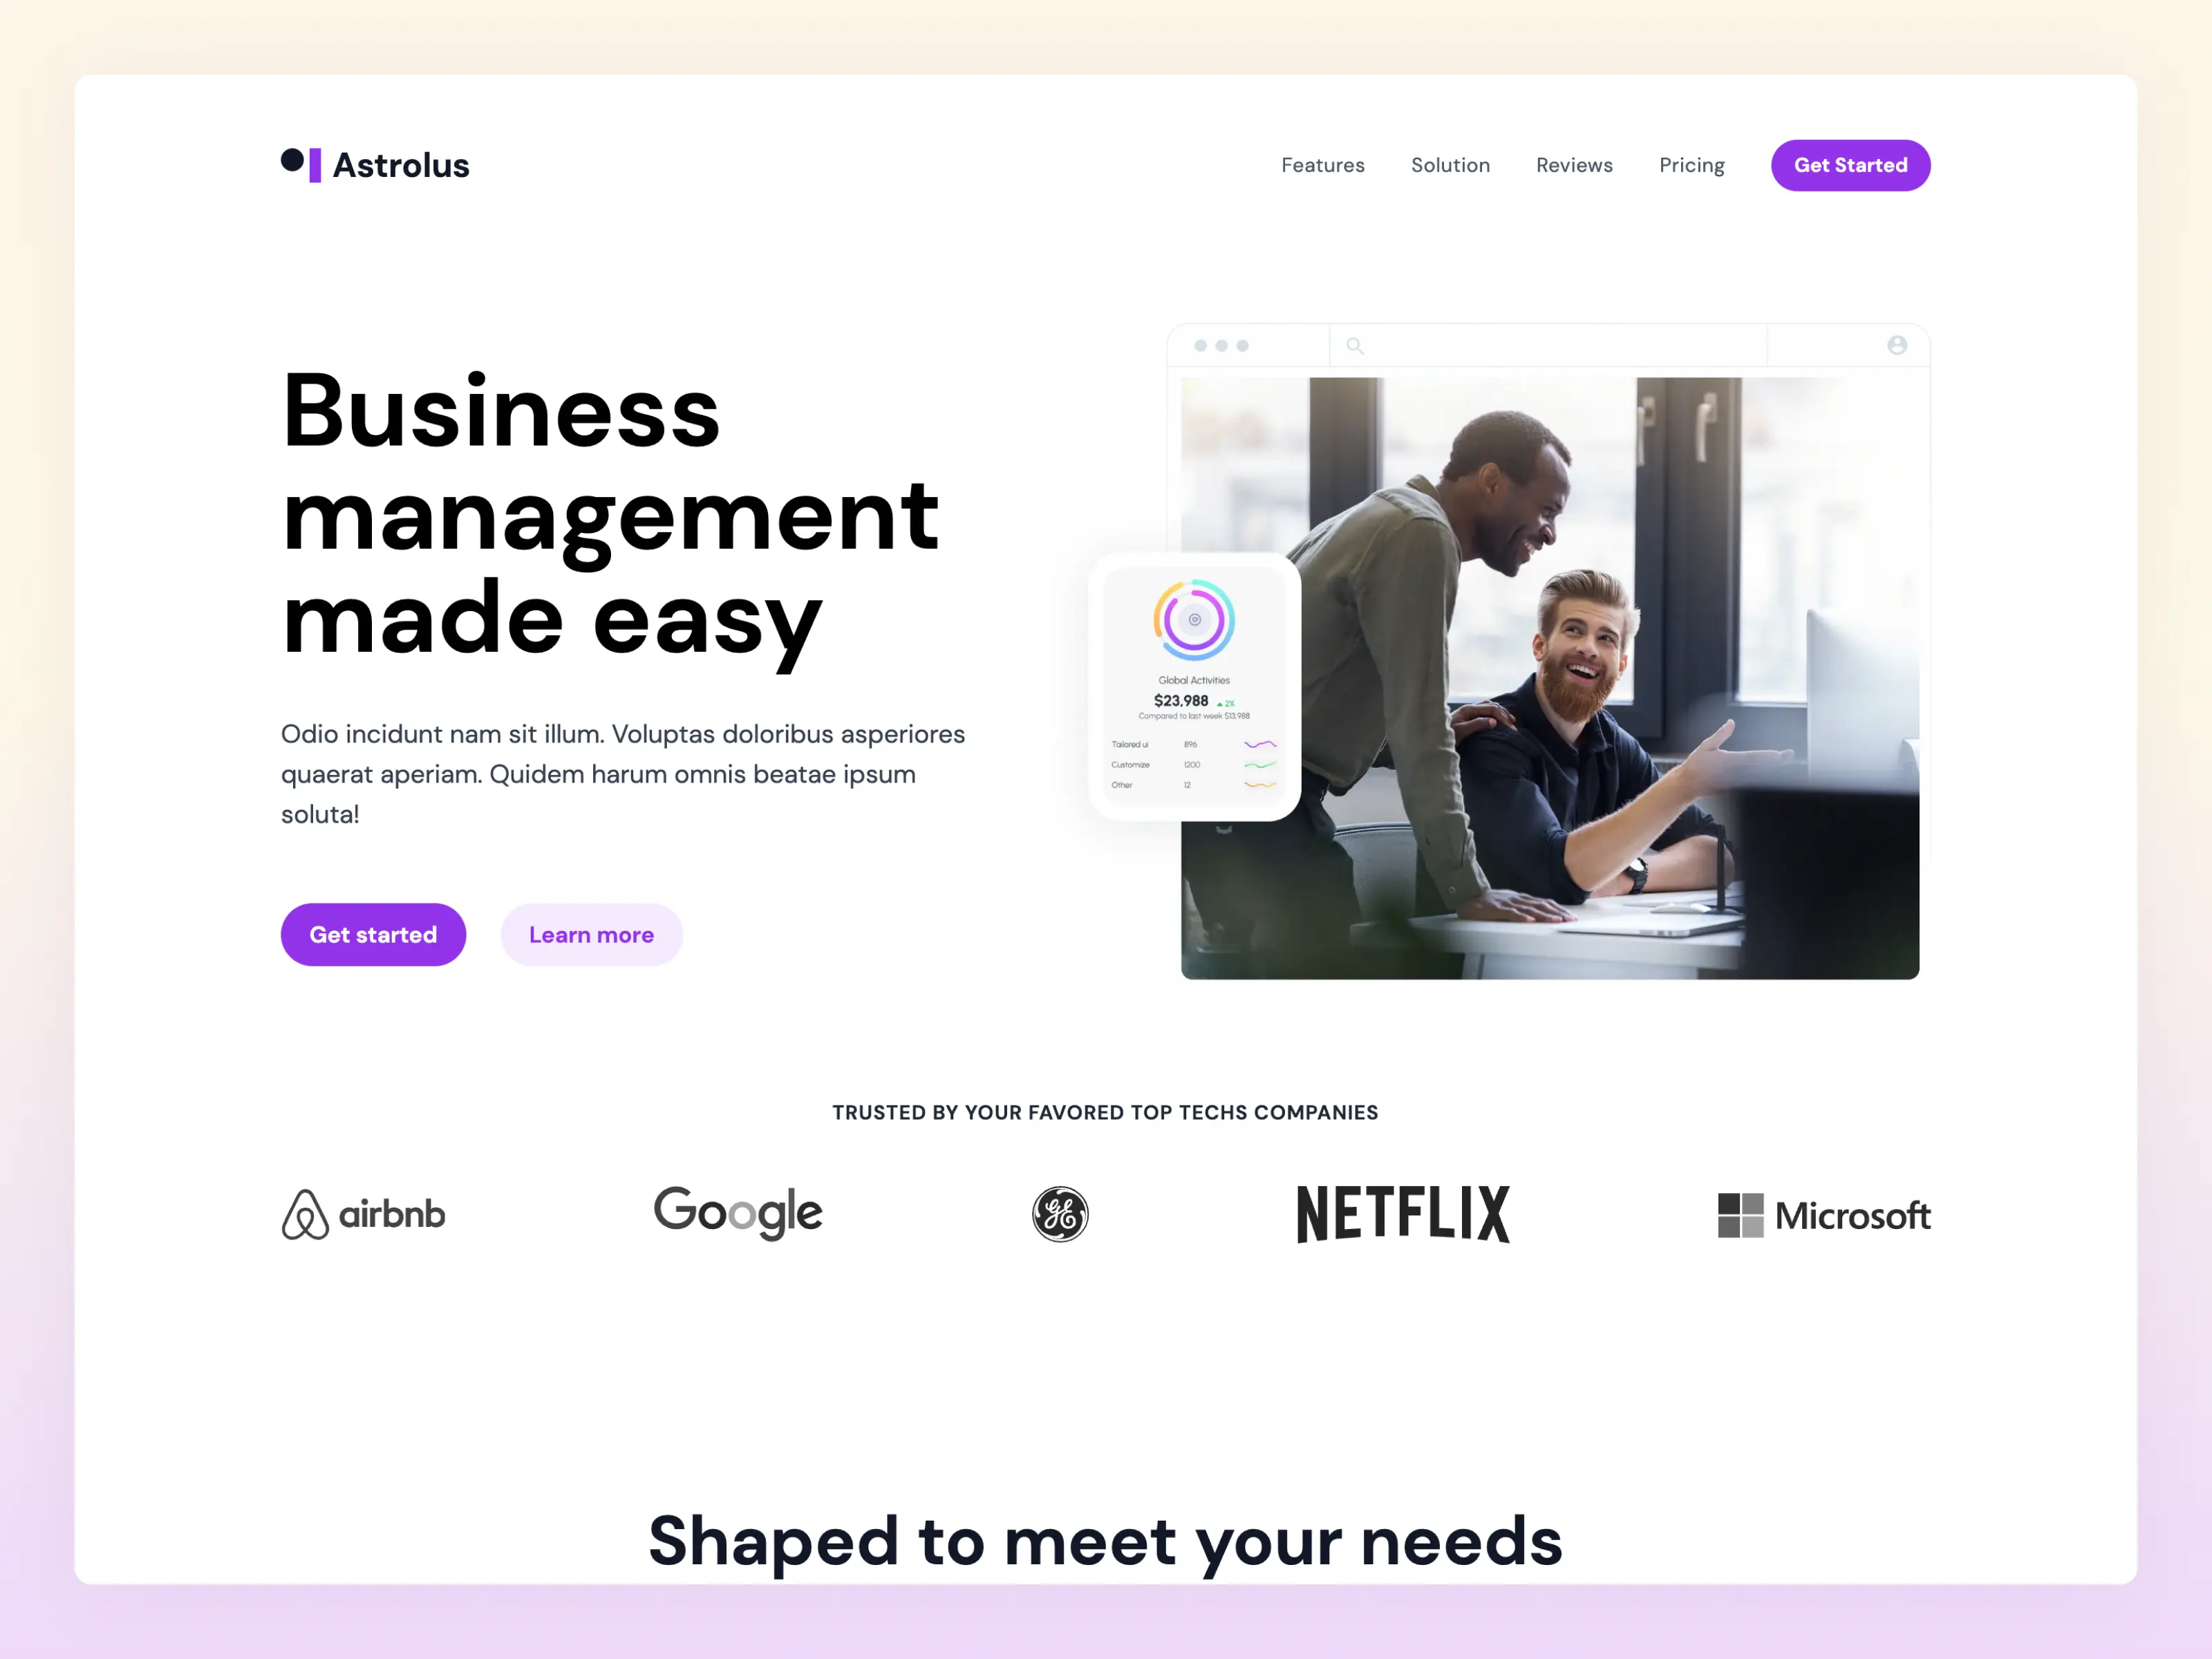 Astrolus
Features
Solution
Reviews
Pricing
Get Started
Business
management
made easy
Odio incidunt nam sit illum. Voluptas doloribus asperiores
quaerat aperiam. Quidem harum omnis beatae ipsum
soluta!
Get started
Learn more
Global Activities
$23,988 ▲ 2%
Compared to last week $13,988
Tailored ui 896
Customize 1200
Other 12
TRUSTED BY YOUR FAVORED TOP TECHS COMPANIES
airbnb
Google
GE
NETFLIX
Microsoft
Shaped to meet your needs